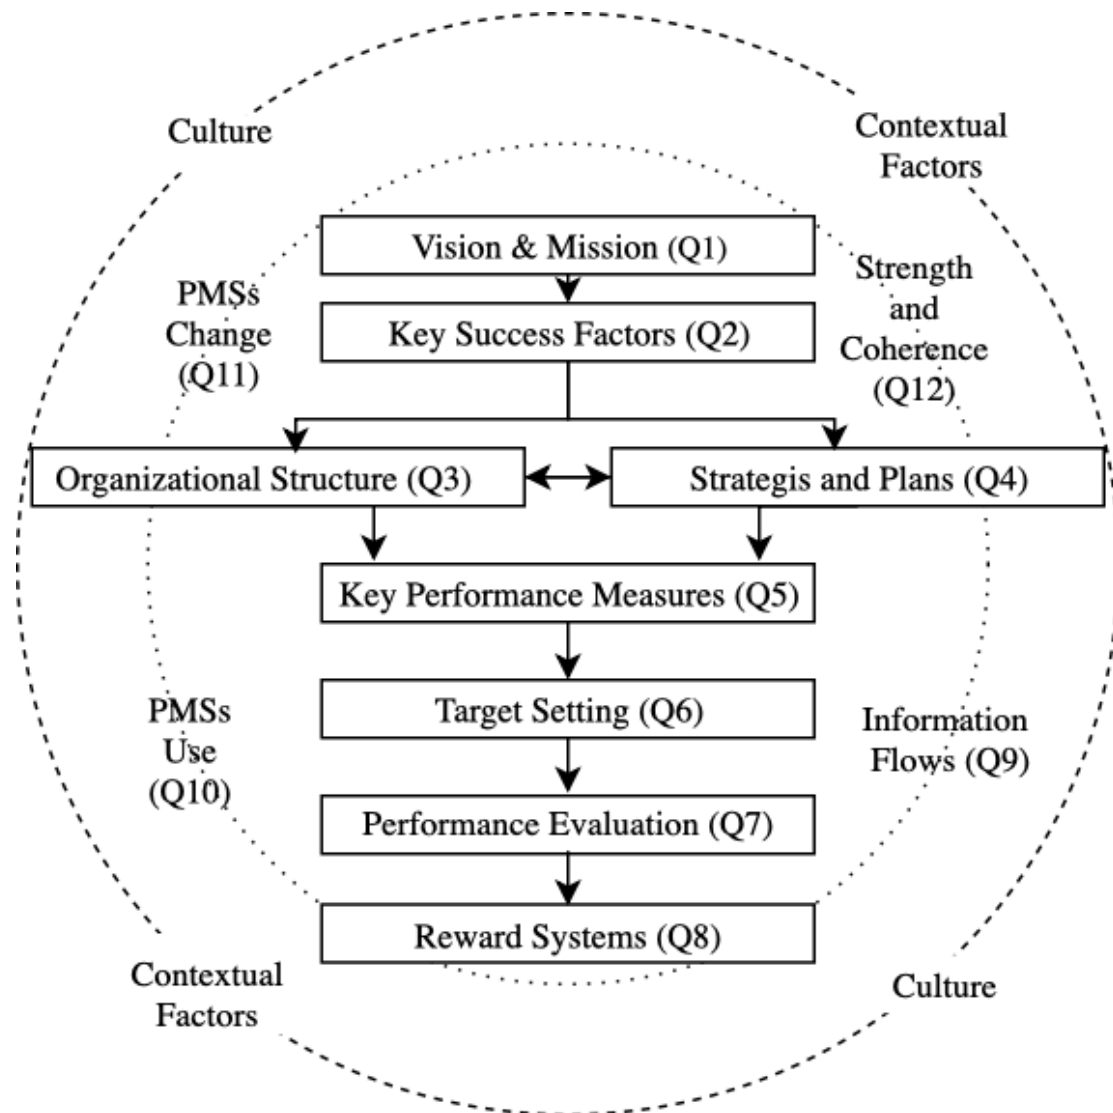 Culture
Contextual
Factors
Vision & Mission (Q1)
PMSs
Change
(Q11)
Strength
and
Coherence
(Q12)
Key Success Factors (Q2)
Organizational Structure (Q3)
Strategis and Plans (Q4)
Key Performance Measures (Q5)
PMSs
Use
(Q10)
Target Setting (Q6)
Information
Flows (Q9)
Performance Evaluation (Q7)
Reward Systems (Q8)
Contextual
Factors
Culture